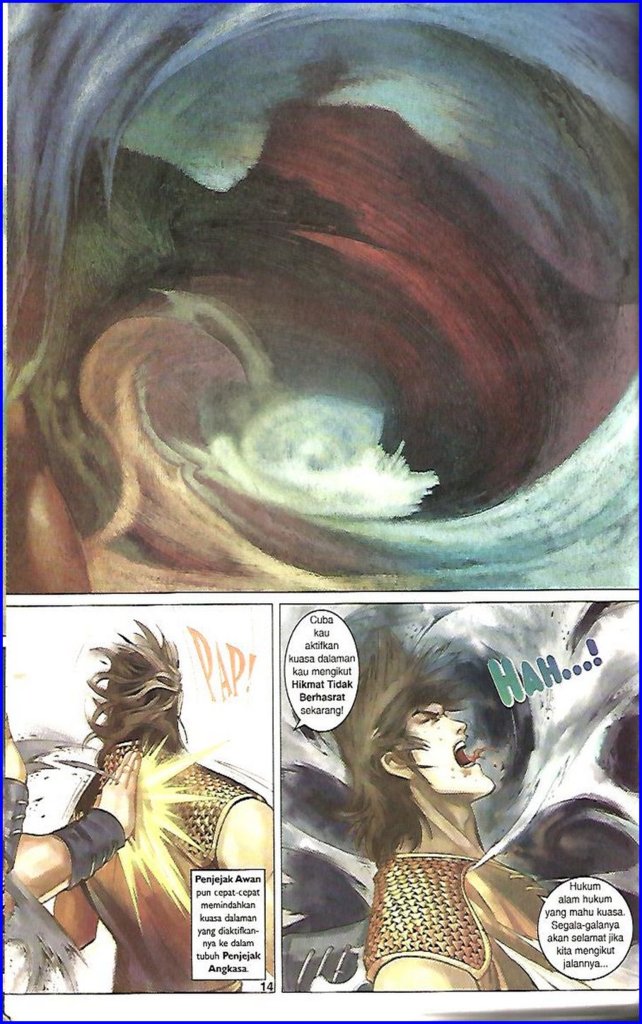 PAP!
Penjejak Awan
pun cepat-cepat
memindahkan
kuasa dalaman
yang diaktifkan-
nya ke dalam
tubuh Penjejak
Angkasa.
14
Cuba
kau
aktifkan
kuasa dalaman
kau mengikut
Hikmat Tidak
Berhasrat
sekarang!
HAH...!
Hukum
alam hukum
yang mahu kuasa.
Segala-galanya
akan selamat jika
kita mengikut
jalannya...